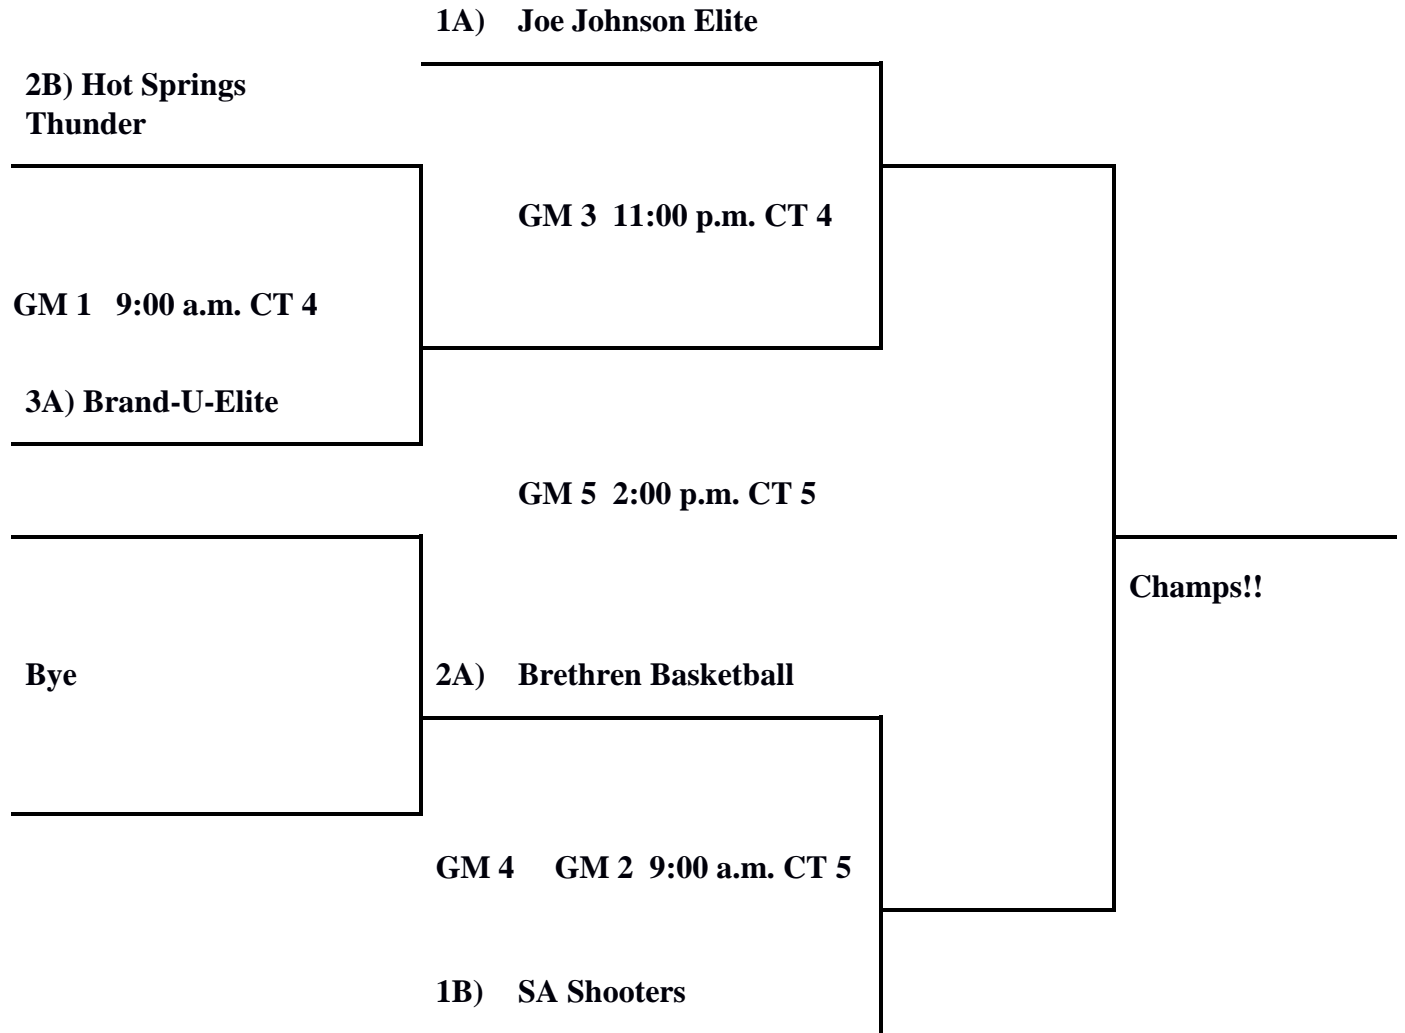 1A) Joe Johnson Elite
2B) Hot Springs
Thunder
GM 3 11:00 p.m. CT 4
GM 1 9:00 a.m. CT 4
3A) Brand-U-Elite
GM 5 2:00 p.m. CT 5
Champs!!
Bye
2A) Brethren Basketball
GM 4 GM 2 9:00 a.m. CT 5
1B) SA Shooters